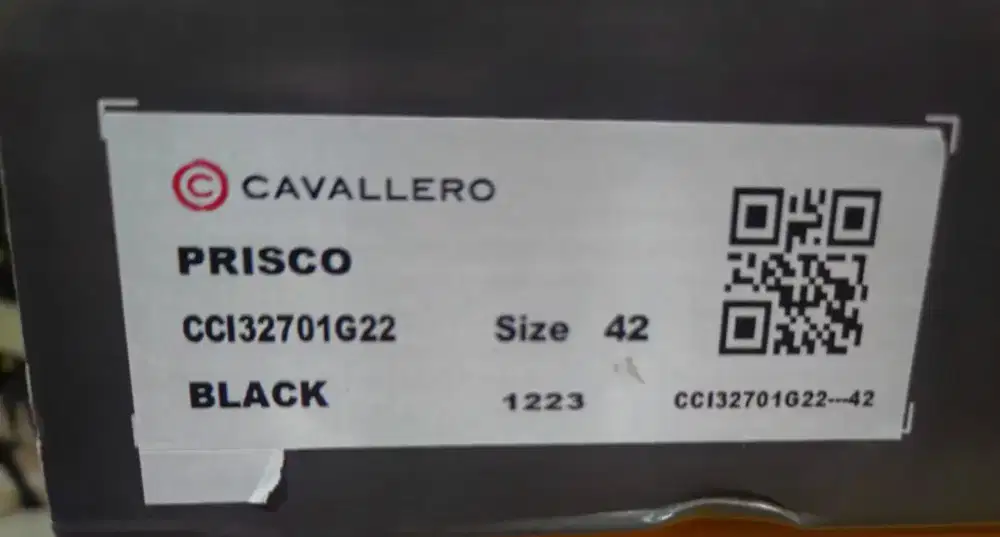 © CAVALLERO
PRISCO
CCI32701G22 Size 42
BLACK 1223 CCI32701G22---42